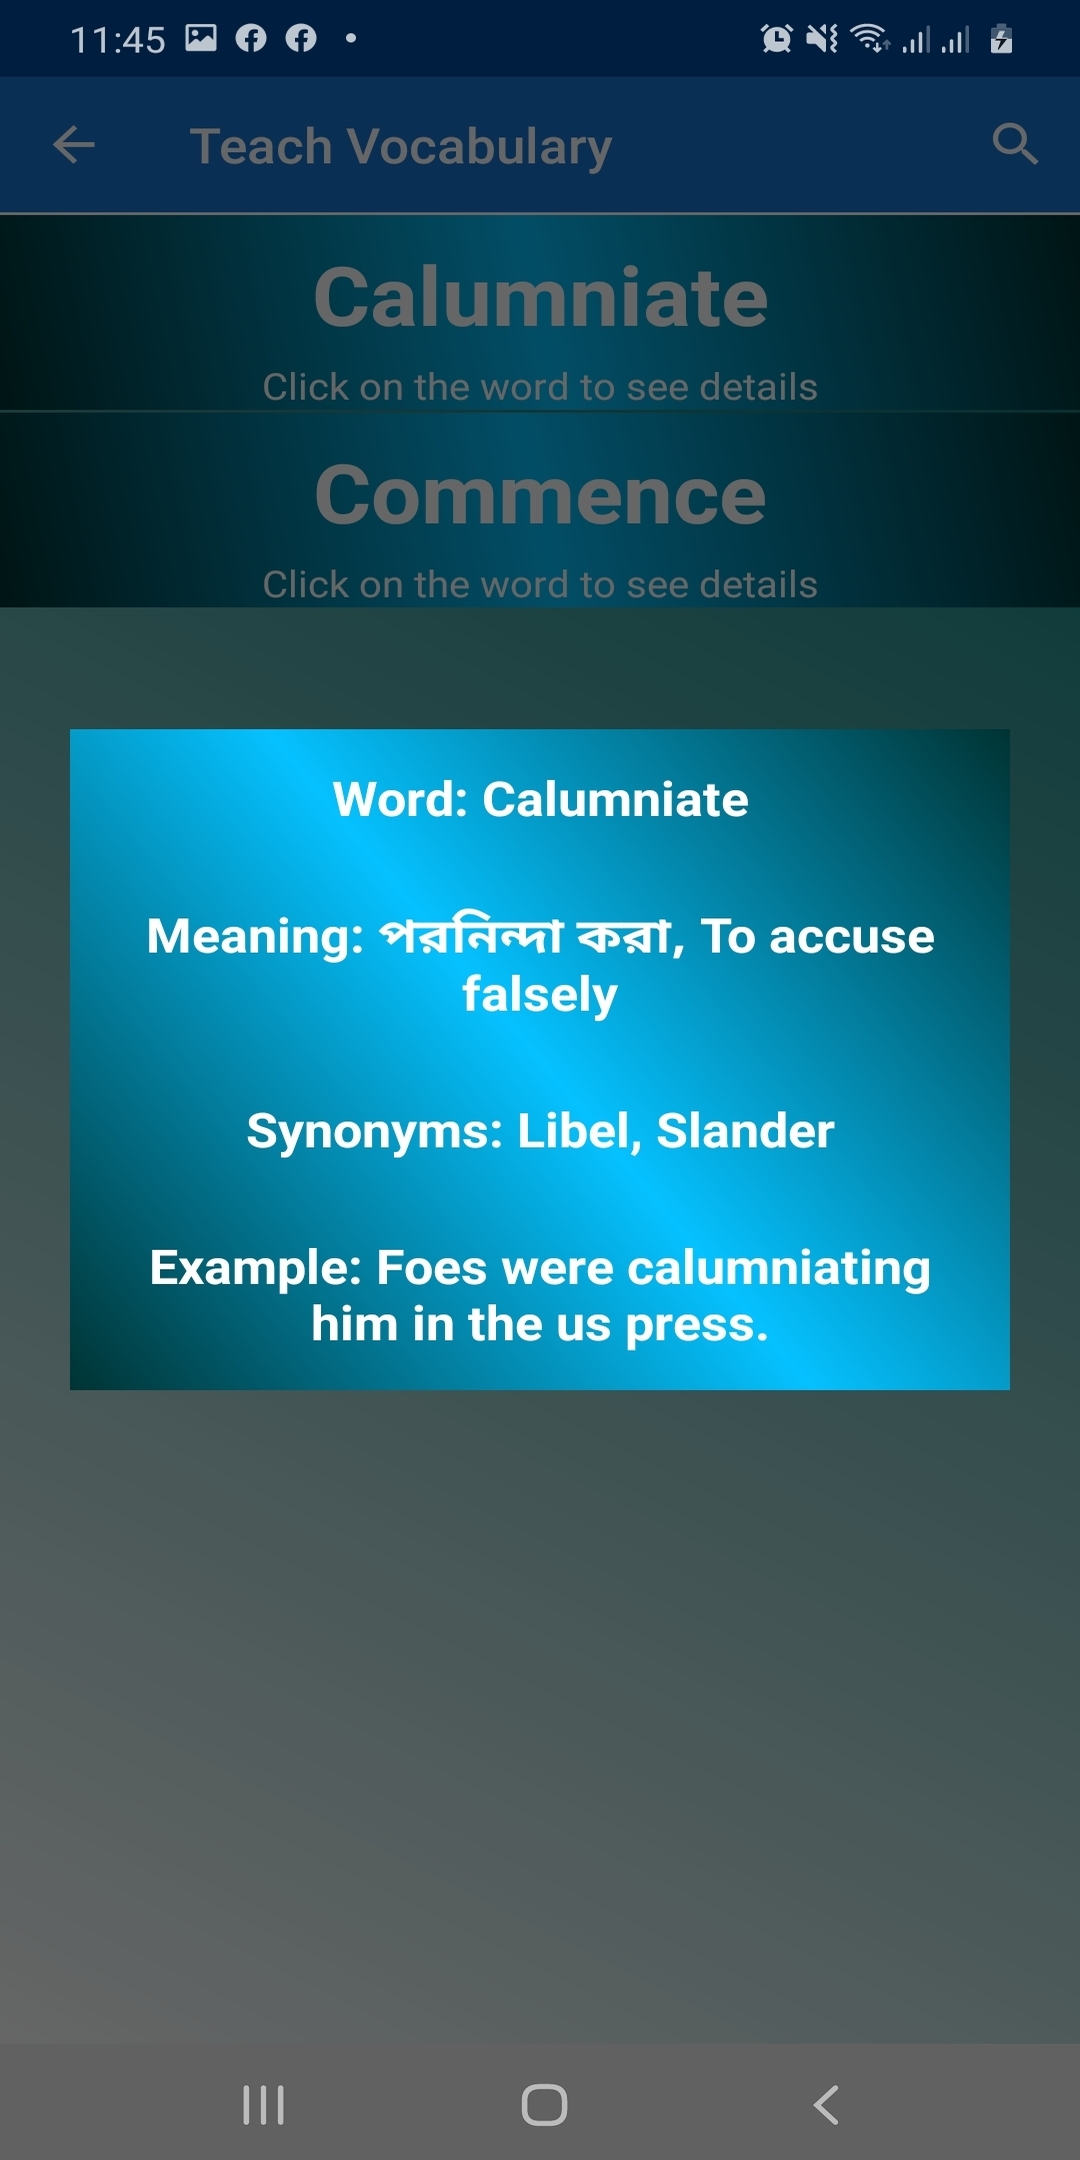 11:45
Teach Vocabulary
Calumniate
Click on the word to see details
Commence
Click on the word to see details
Word: Calumniate
Meaning: পরনিন্দা করা, To accuse
falsely
Synonyms: Libel, Slander
Example: Foes were calumniating
him in the us press.